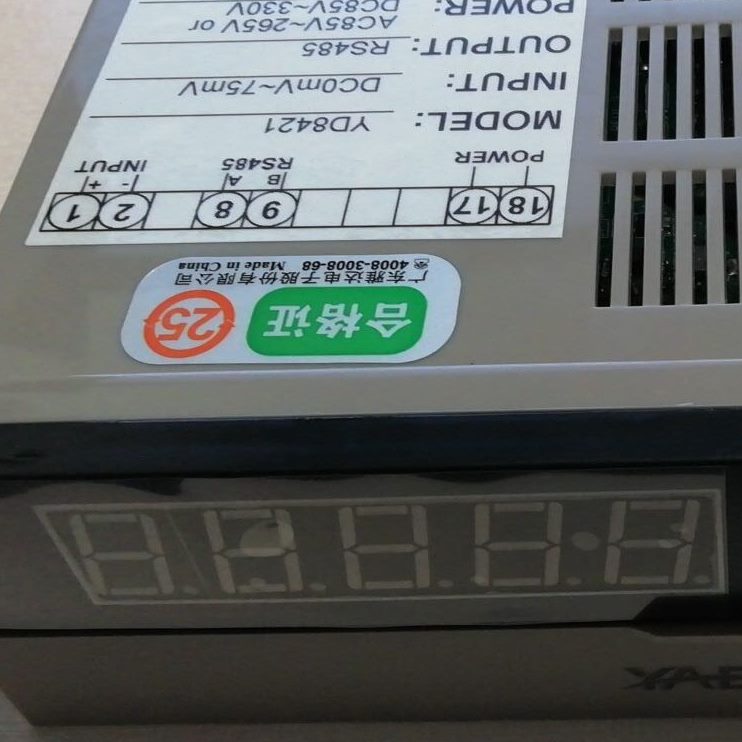 合格证 25
广东雅达电子股份有限公司
☎4008-3008-68 Made in China
18 17 9 8 2 1
B A - +
POWER RS485 INPUT
MODEL: YD8421
INPUT: DC0mV~75mV
OUTPUT: RS485
AC85V~265V or
POWER: DC85V~330V